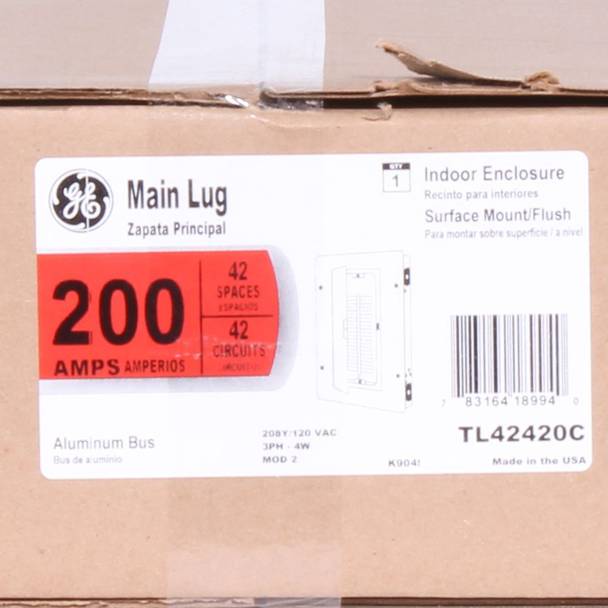 GE
Main Lug
Zapata Principal
QTY
1
Indoor Enclosure
Recinto para interiores
Surface Mount/Flush
Para montar sobre superficie / a nivel
200
AMPS AMPERIOS
42
SPACES
ESPACIOS
42
CIRCUITS
CIRCUITOS
Aluminum Bus
Bus de aluminio
208Y/120 VAC
3PH - 4W
MOD 2
7 83164 18994 0
TL42420C
Made in the USA